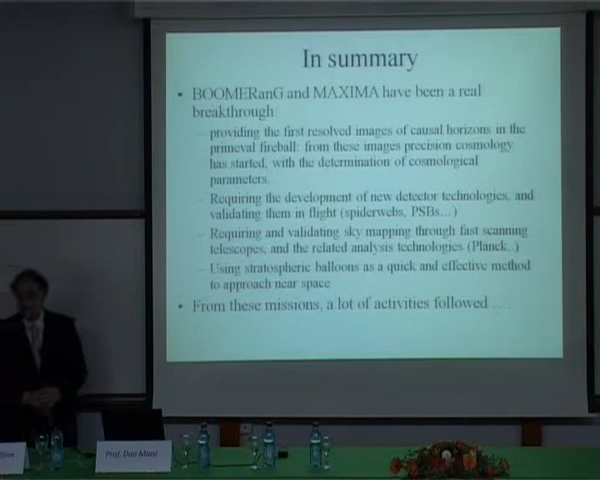 In summary
• BOOMERanG and MAXIMA have been a real
breakthrough:
– providing the first resolved images of causal horizons in the
primeval fireball: from these images precision cosmology
has started, with the determination of cosmological
parameters.
– Requiring the development of new detector technologies, and
validating them in flight (spiderwebs, PSBs…)
– Requiring and validating sky mapping through fast scanning
telescopes, and the related analysis technologies (Planck..)
– Using stratospheric balloons as a quick and effective method
to approach near space
• From these missions, a lot of activities followed ….
Prof. Dan Maoz